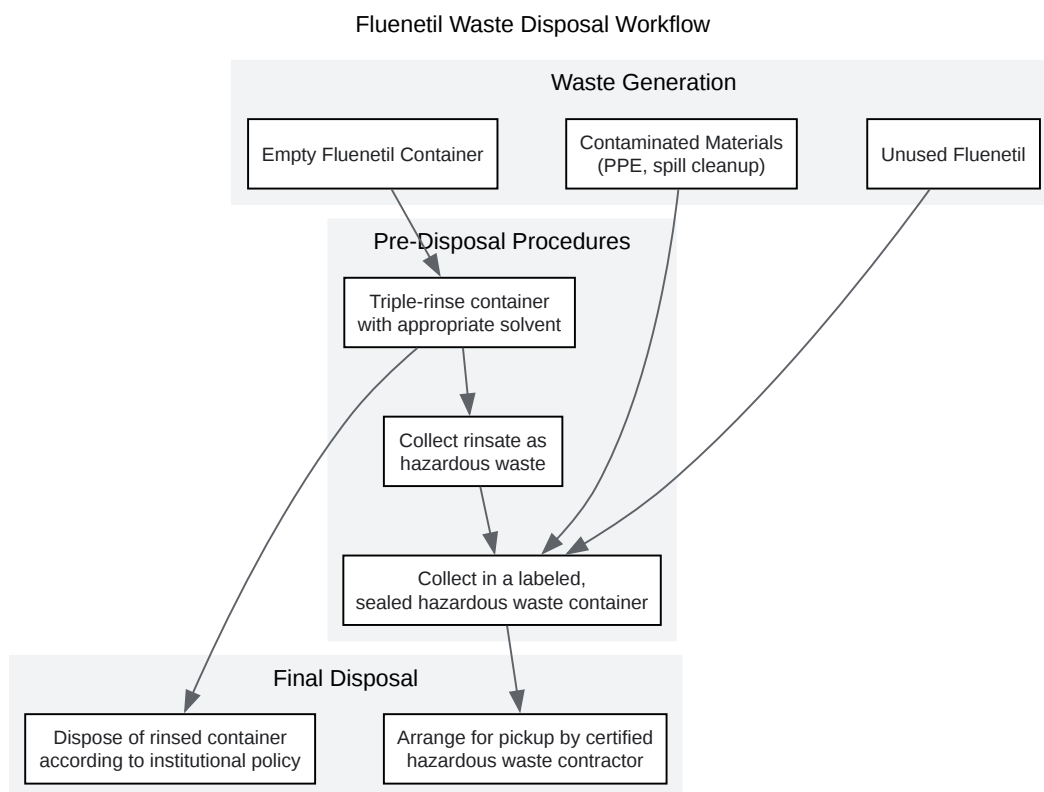 Fluenetil Waste Disposal Workflow
Waste Generation
Empty Fluenetil Container
Contaminated Materials
(PPE, spill cleanup)
Unused Fluenetil
Pre-Disposal Procedures
Triple-rinse container
with appropriate solvent
Collect rinsate as
hazardous waste
Collect in a labeled,
sealed hazardous waste container
Final Disposal
Dispose of rinsed container
according to institutional policy
Arrange for pickup by certified
hazardous waste contractor